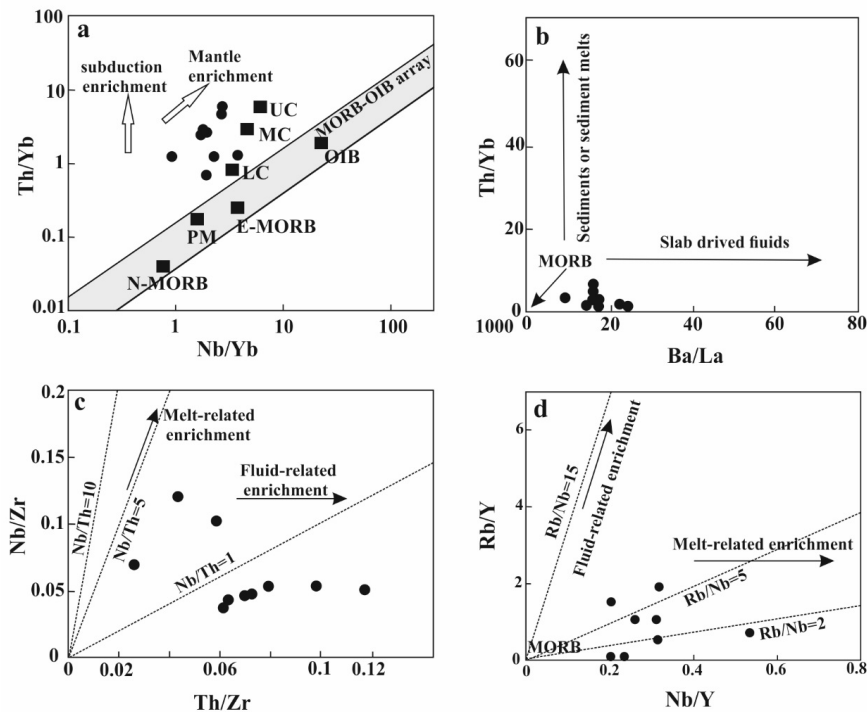 a
100
10
1
0.1
0.01
Th/Yb
subduction
enrichment
Mantle
enrichment
UC
MC
LC
MORB-OIB array
OIB
E-MORB
PM
N-MORB
0.1
1
10
100
Nb/Yb
b
60
40
20
0
Th/Yb
Sediments or sediment melts
Slab drived fluids
MORB
1000
20
40
60
80
Ba/La
c
0.2
0.15
0.10
0.05
0
Nb/Zr
Nb/Th=10
Nb/Th=5
Melt-related
enrichment
Fluid-related
enrichment
Nb/Th=1
0
0.02
0.06
0.1
0.12
Th/Zr
d
6
4
2
0
Rb/Y
Rb/Nb=15
Fluid-related enrichment
Melt-related enrichment
Rb/Nb=5
Rb/Nb=2
MORB
0
0.2
0.4
0.6
0.8
Nb/Y